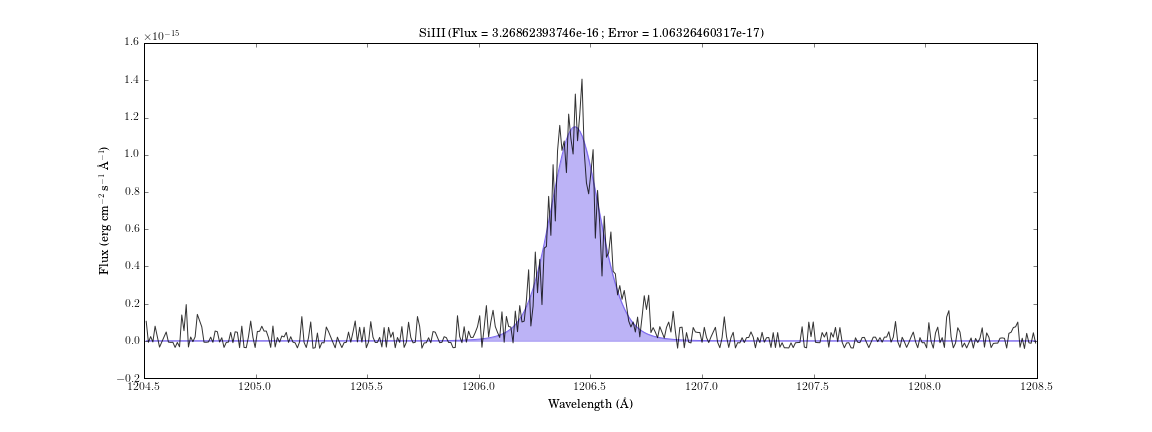 SiIII (Flux = 3.26862393746e-16 ; Error = 1.06326460317e-17)
×10⁻¹⁵
1.6
1.4
1.2
1.0
0.8
0.6
0.4
0.2
0.0
−0.2
Flux (erg cm⁻² s⁻¹ Å⁻¹)
1204.5 1205.0 1205.5 1206.0 1206.5 1207.0 1207.5 1208.0 1208.5
Wavelength (Å)